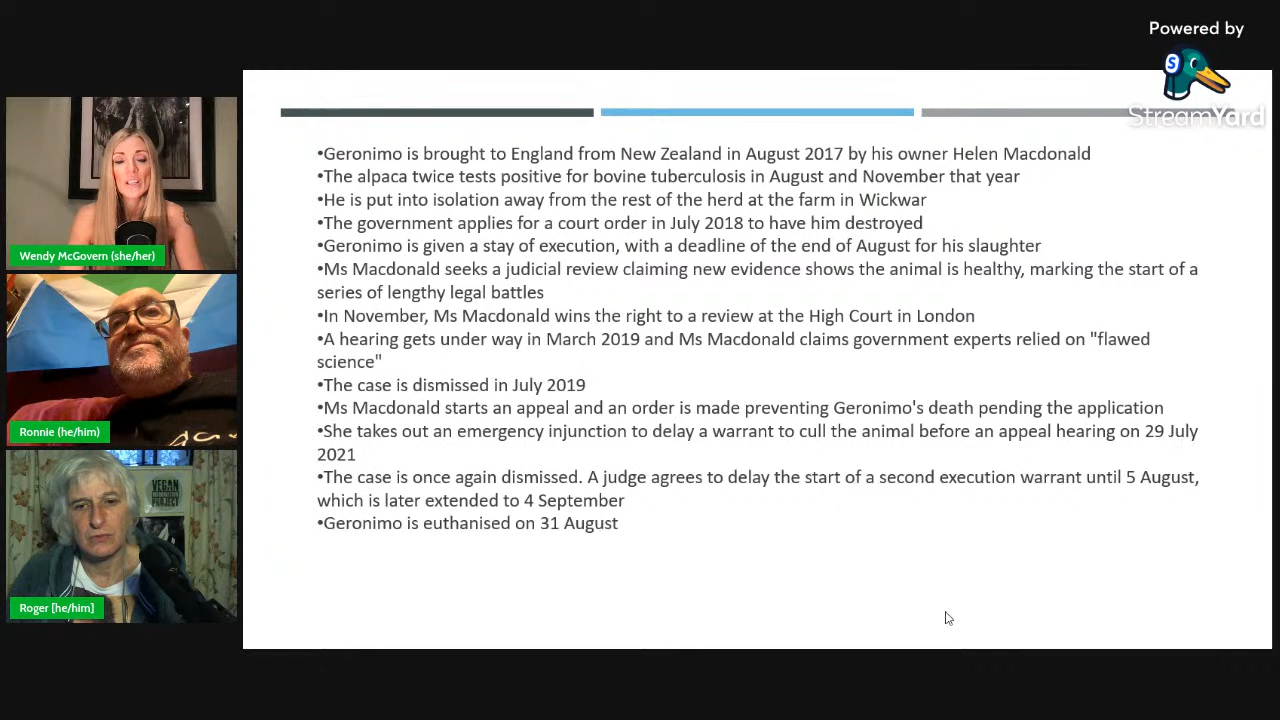 Powered by
S
StreamYard
Wendy McGovern (she/her)
Ronnie (he/him)
VEGAN
INFORMATION
PROJECT
Roger [he/him]
•Geronimo is brought to England from New Zealand in August 2017 by his owner Helen Macdonald
•The alpaca twice tests positive for bovine tuberculosis in August and November that year
•He is put into isolation away from the rest of the herd at the farm in Wickwar
•The government applies for a court order in July 2018 to have him destroyed
•Geronimo is given a stay of execution, with a deadline of the end of August for his slaughter
•Ms Macdonald seeks a judicial review claiming new evidence shows the animal is healthy, marking the start of a
series of lengthy legal battles
•In November, Ms Macdonald wins the right to a review at the High Court in London
•A hearing gets under way in March 2019 and Ms Macdonald claims government experts relied on "flawed
science"
•The case is dismissed in July 2019
•Ms Macdonald starts an appeal and an order is made preventing Geronimo's death pending the application
•She takes out an emergency injunction to delay a warrant to cull the animal before an appeal hearing on 29 July
2021
•The case is once again dismissed. A judge agrees to delay the start of a second execution warrant until 5 August,
which is later extended to 4 September
•Geronimo is euthanised on 31 August